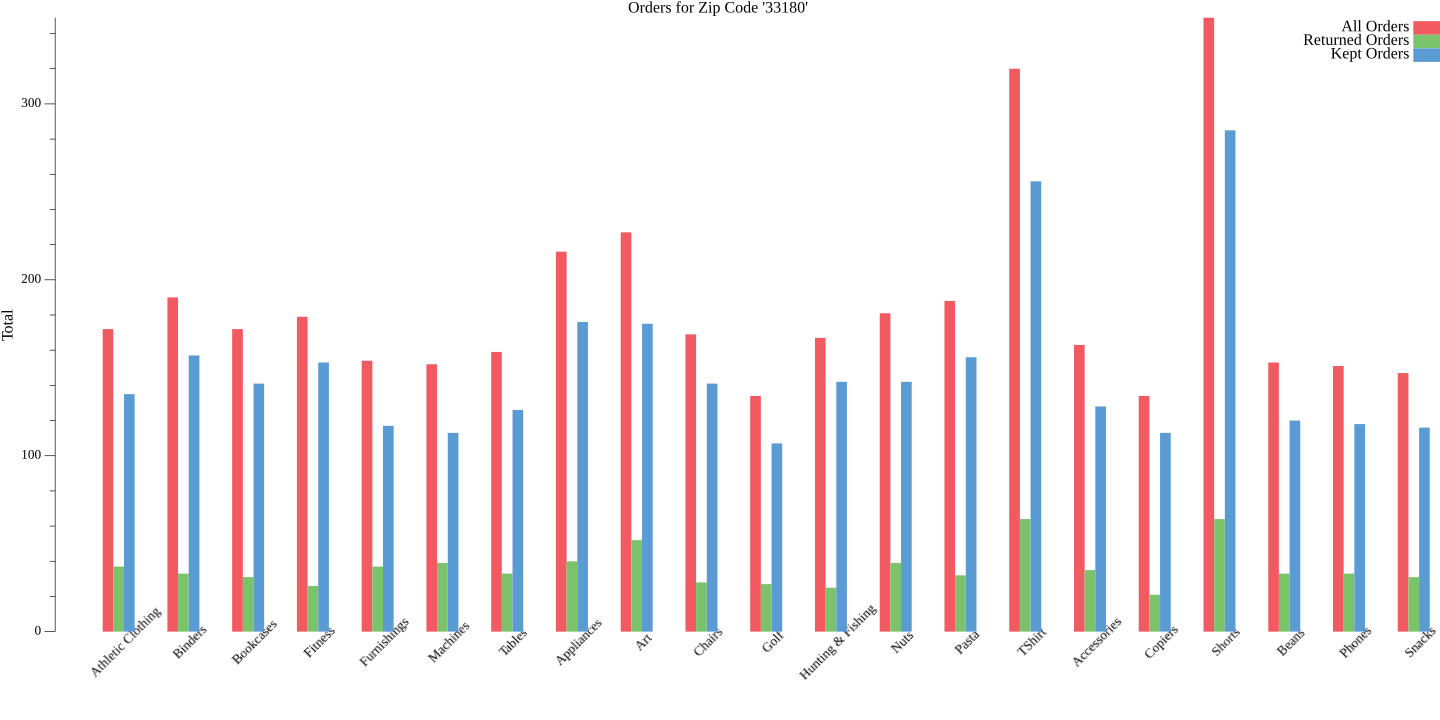 Orders for Zip Code '33180'
All Orders
Returned Orders
Kept Orders
Total
300
200
100
0
Athletic Clothing
Binders
Bookcases
Fitness
Furnishings
Machines
Tables
Appliances
Art
Chairs
Golf
Hunting & Fishing
Nuts
Pasta
TShirt
Accessories
Copiers
Shorts
Beans
Phones
Snacks